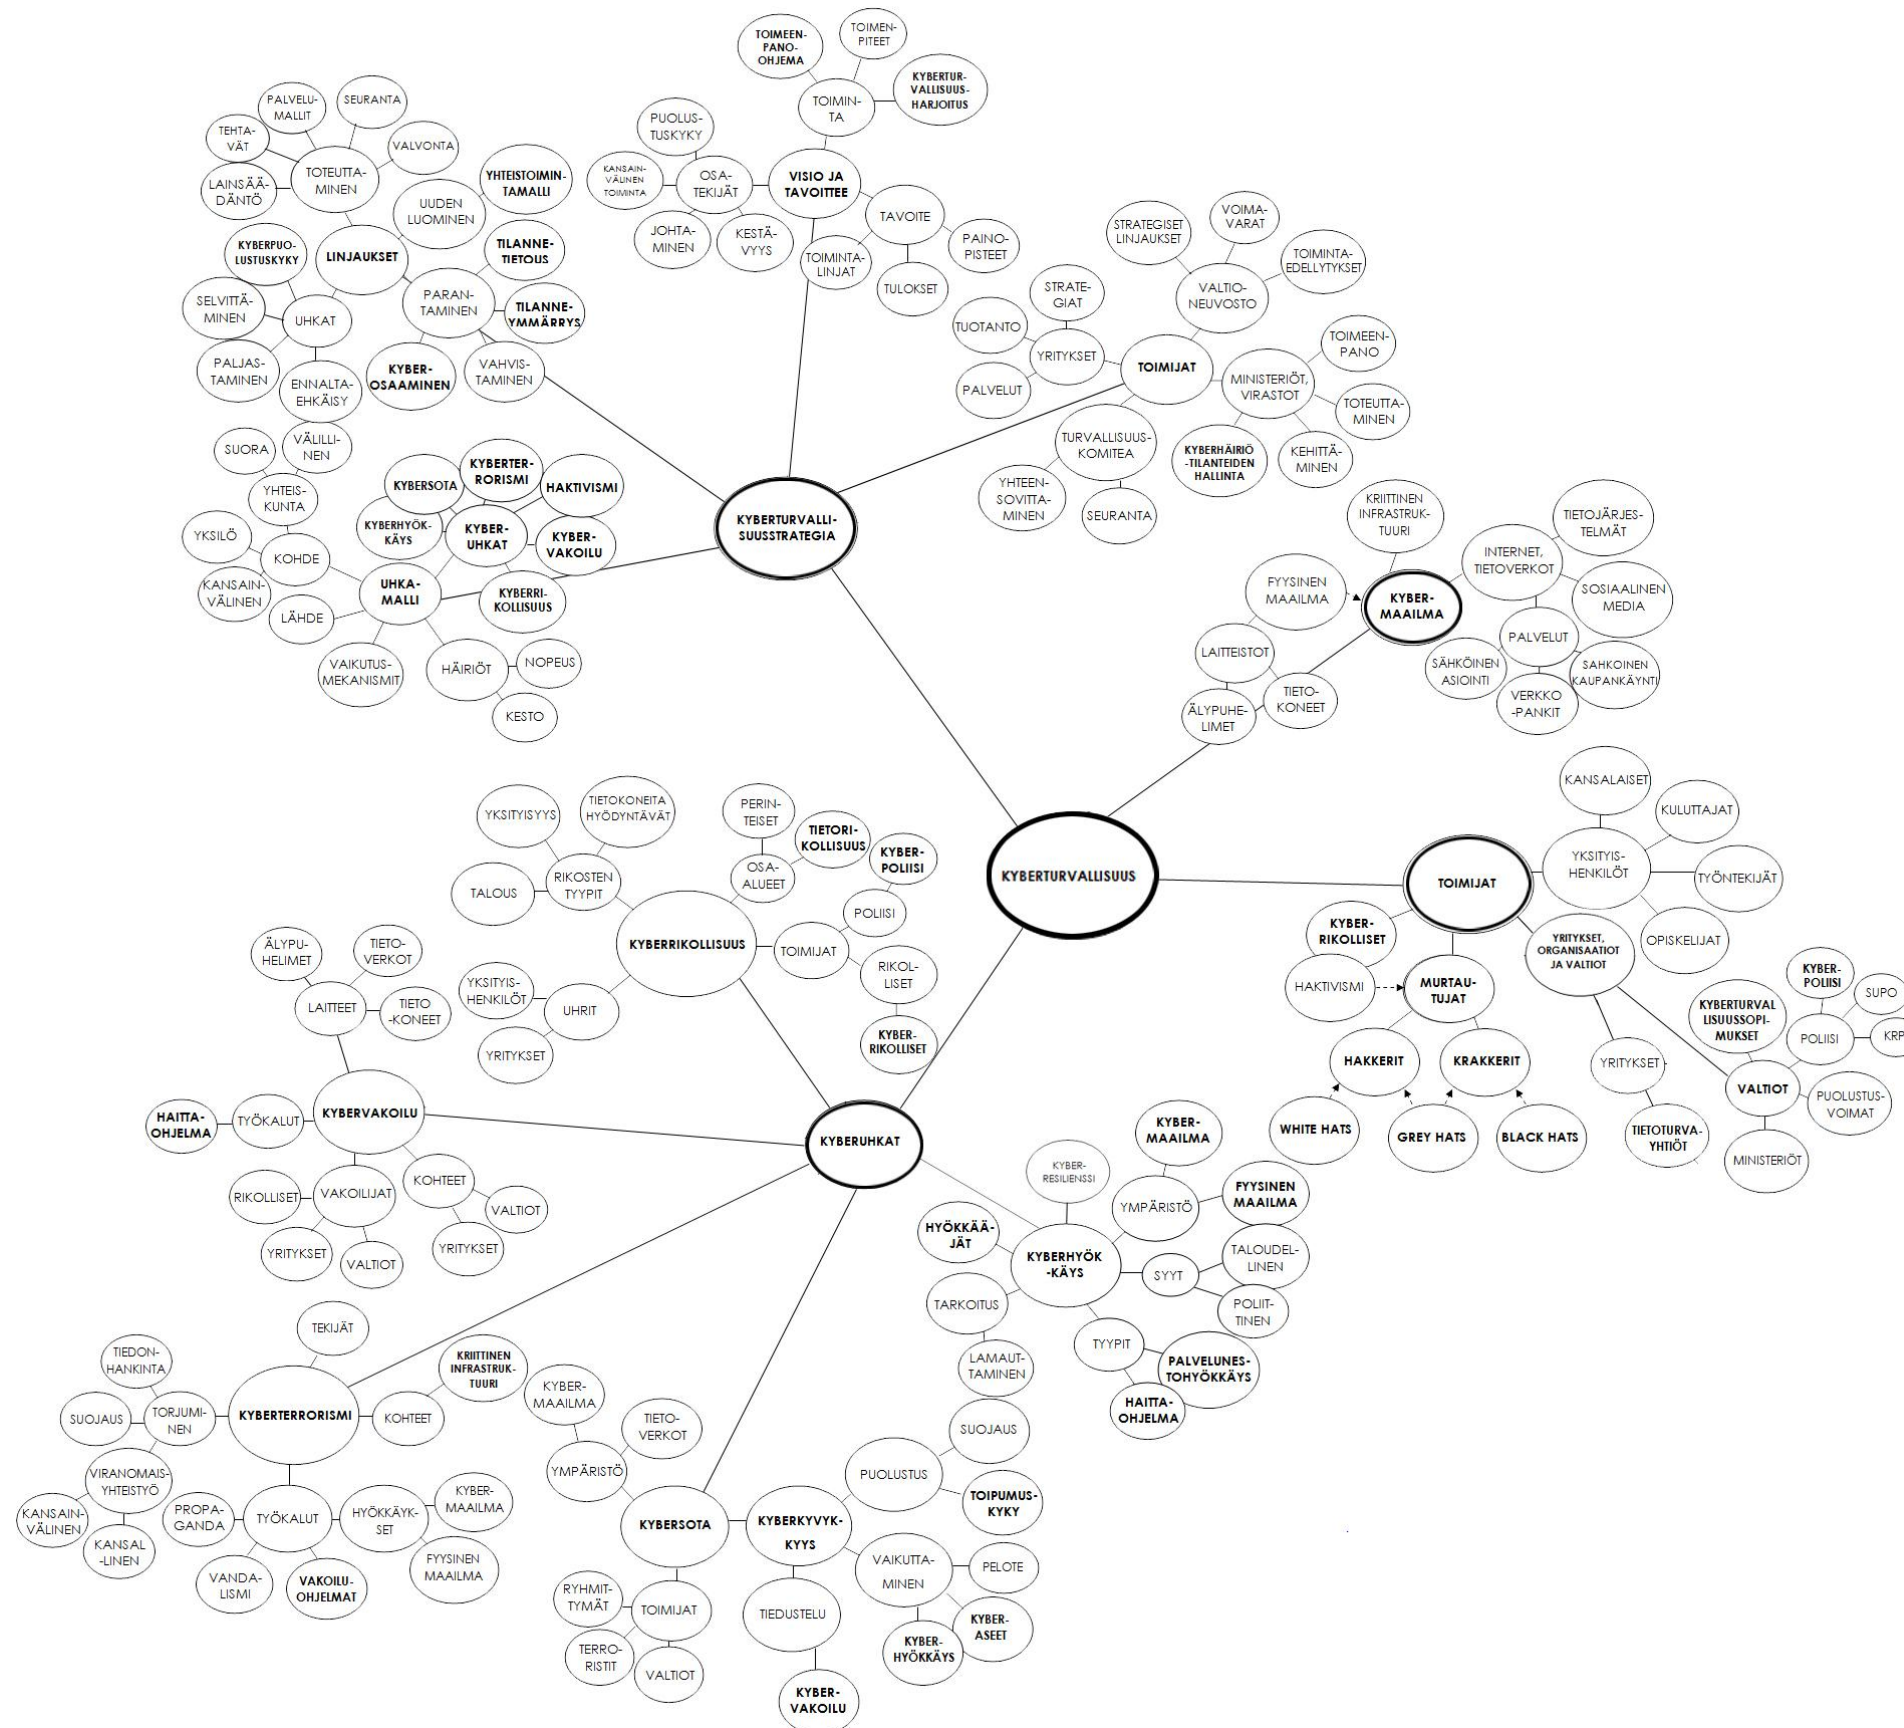 TOIMEEN-
PANO-
OHJEMA
TOIMEN-
PITEET
KYBERTUR-
VALLISUUS-
HARJOITUS
TOIMIN-
TA
PUOLUS-
TUSKYKY
KANSAIN-
VÄLINEN
TOIMINTA
OSA-
TEKIJÄT
JOHTA-
MINEN
KESTÄ-
VYYS
VISIO JA
TAVOITTEE
TAVOITE
TOIMINTA-
LINJAT
TULOKSET
PAINO-
PISTEET
PALVELU-
MALLIT
SEURANTA
TEHTA-
VÄT
VALVONTA
LAINSÄÄ-
DÄNTÖ
TOTEUTTA-
MINEN
UUDEN
LUOMINEN
YHTEISTOIMIN-
TAMALLI
LINJAUKSET
KYBERPUO-
LUSTUSKYKY
SELVITTÄ-
MINEN
UHKAT
PALJAS-
TAMINEN
ENNALTA-
EHKÄISY
PARAN-
TAMINEN
TILANNE-
TIETOUS
TILANNE-
YMMÄRRYS
KYBER-
OSAAMINEN
VAHVIS-
TAMINEN
STRATEGISET
LINJAUKSET
VOIMA-
VARAT
TOIMINTA-
EDELLYTYKSET
VALTIO-
NEUVOSTO
STRATE-
GIAT
TUOTANTO
YRITYKSET
PALVELUT
TOIMIJAT
MINISTERIÖT,
VIRASTOT
TOIMEEN-
PANO
TOTEUTTA-
MINEN
KEHITTÄ-
MINEN
KYBERHÄIRIÖ
-TILANTEIDEN
HALLINTA
TURVALLISUUS-
KOMITEA
YHTEEN-
SOVITTA-
MINEN
SEURANTA
KYBERTURVALLI-
SUUSSTRATEGIA
SUORA
VÄLILLI-
NEN
YHTEIS-
KUNTA
YKSILÖ
KOHDE
KANSAIN-
VÄLINEN
LÄHDE
UHKA-
MALLI
VAIKUTUS-
MEKANISMIT
HÄIRIÖT
NOPEUS
KESTO
KYBERSOTA
KYBERTER-
RORISMI
HAKTIVISMI
KYBERHYÖK-
KÄYS
KYBER-
UHKAT
KYBER-
VAKOILU
KYBERRI-
KOLLISUUS
KRIITTINEN
INFRASTRUK-
TUURI
FYYSINEN
MAAILMA
KYBER-
MAAILMA
INTERNET,
TIETOVERKOT
TIETOJÄRJES-
TELMÄT
SOSIAALINEN
MEDIA
PALVELUT
SÄHKÖINEN
ASIOINTI
VERKKO
-PANKIT
SAHKOINEN
KAUPANKÄYNTI
LAITTEISTOT
ÄLYPUHE-
LIMET
TIETO-
KONEET
KYBERTURVALLISUUS
TOIMIJAT
KANSALAISET
KULUTTAJAT
YKSITYIS-
HENKILÖT
TYÖNTEKIJÄT
OPISKELIJAT
YRITYKSET,
ORGANISAATIOT
JA VALTIOT
KYBER-
RIKOLLISET
HAKTIVISMI
MURTAU-
TUJAT
HAKKERIT
KRAKKERIT
WHITE HATS
GREY HATS
BLACK HATS
KYBERTURVAL
LISUUSSOPI-
MUKSET
KYBER-
POLIISI
SUPO
POLIISI
KRP
YRITYKSET
TIETOTURVA-
YHTIÖT
VALTIOT
PUOLUSTUS-
VOIMAT
MINISTERIÖT
YKSITYISYYS
TIETOKONEITA
HYÖDYNTÄVÄT
TALOUS
RIKOSTEN
TYYPIT
PERIN-
TEISET
TIETORI-
KOLLISUUS
OSA-
ALUEET
KYBER-
POLIISI
POLIISI
KYBERRIKOLLISUUS
TOIMIJAT
RIKOL-
LISET
KYBER-
RIKOLLISET
YKSITYIS-
HENKILÖT
UHRIT
YRITYKSET
ÄLYPU-
HELIMET
TIETO-
VERKOT
LAITTEET
TIETO
-KONEET
HAITTA-
OHJELMA
TYÖKALUT
KYBERVAKOILU
RIKOLLISET
VAKOILIJAT
YRITYKSET
VALTIOT
KOHTEET
VALTIOT
YRITYKSET
KYBERUHKAT
KYBER-
RESILIENSSI
KYBER-
MAAILMA
YMPÄRISTÖ
FYYSINEN
MAAILMA
HYÖKKÄÄ-
JÄT
KYBERHYÖK
-KÄYS
SYYT
TALOUDEL-
LINEN
POLIIT-
TINEN
TARKOITUS
LAMAUT-
TAMINEN
TYYPIT
PALVELUNES-
TOHYÖKKÄYS
HAITTA-
OHJELMA
TEKIJÄT
TIEDON-
HANKINTA
SUOJAUS
TORJUMI-
NEN
KYBERTERRORISMI
KOHTEET
KRIITTINEN
INFRASTRUK-
TUURI
VIRANOMAIS-
YHTEISTYÖ
KANSAIN-
VÄLINEN
KANSAL
-LINEN
PROPA-
GANDA
TYÖKALUT
VANDA-
LISMI
VAKOILU-
OHJELMAT
HYÖKKÄYK-
SET
KYBER-
MAAILMA
FYYSINEN
MAAILMA
KYBER-
MAAILMA
TIETO-
VERKOT
YMPÄRISTÖ
KYBERSOTA
KYBERKYVYK-
KYYS
PUOLUSTUS
SUOJAUS
TOIPUMUS-
KYKY
VAIKUTTA-
MINEN
PELOTE
KYBER-
ASEET
KYBER-
HYÖKKÄYS
TIEDUSTELU
KYBER-
VAKOILU
RYHMIT-
TYMÄT
TOIMIJAT
TERRO-
RISTIT
VALTIOT